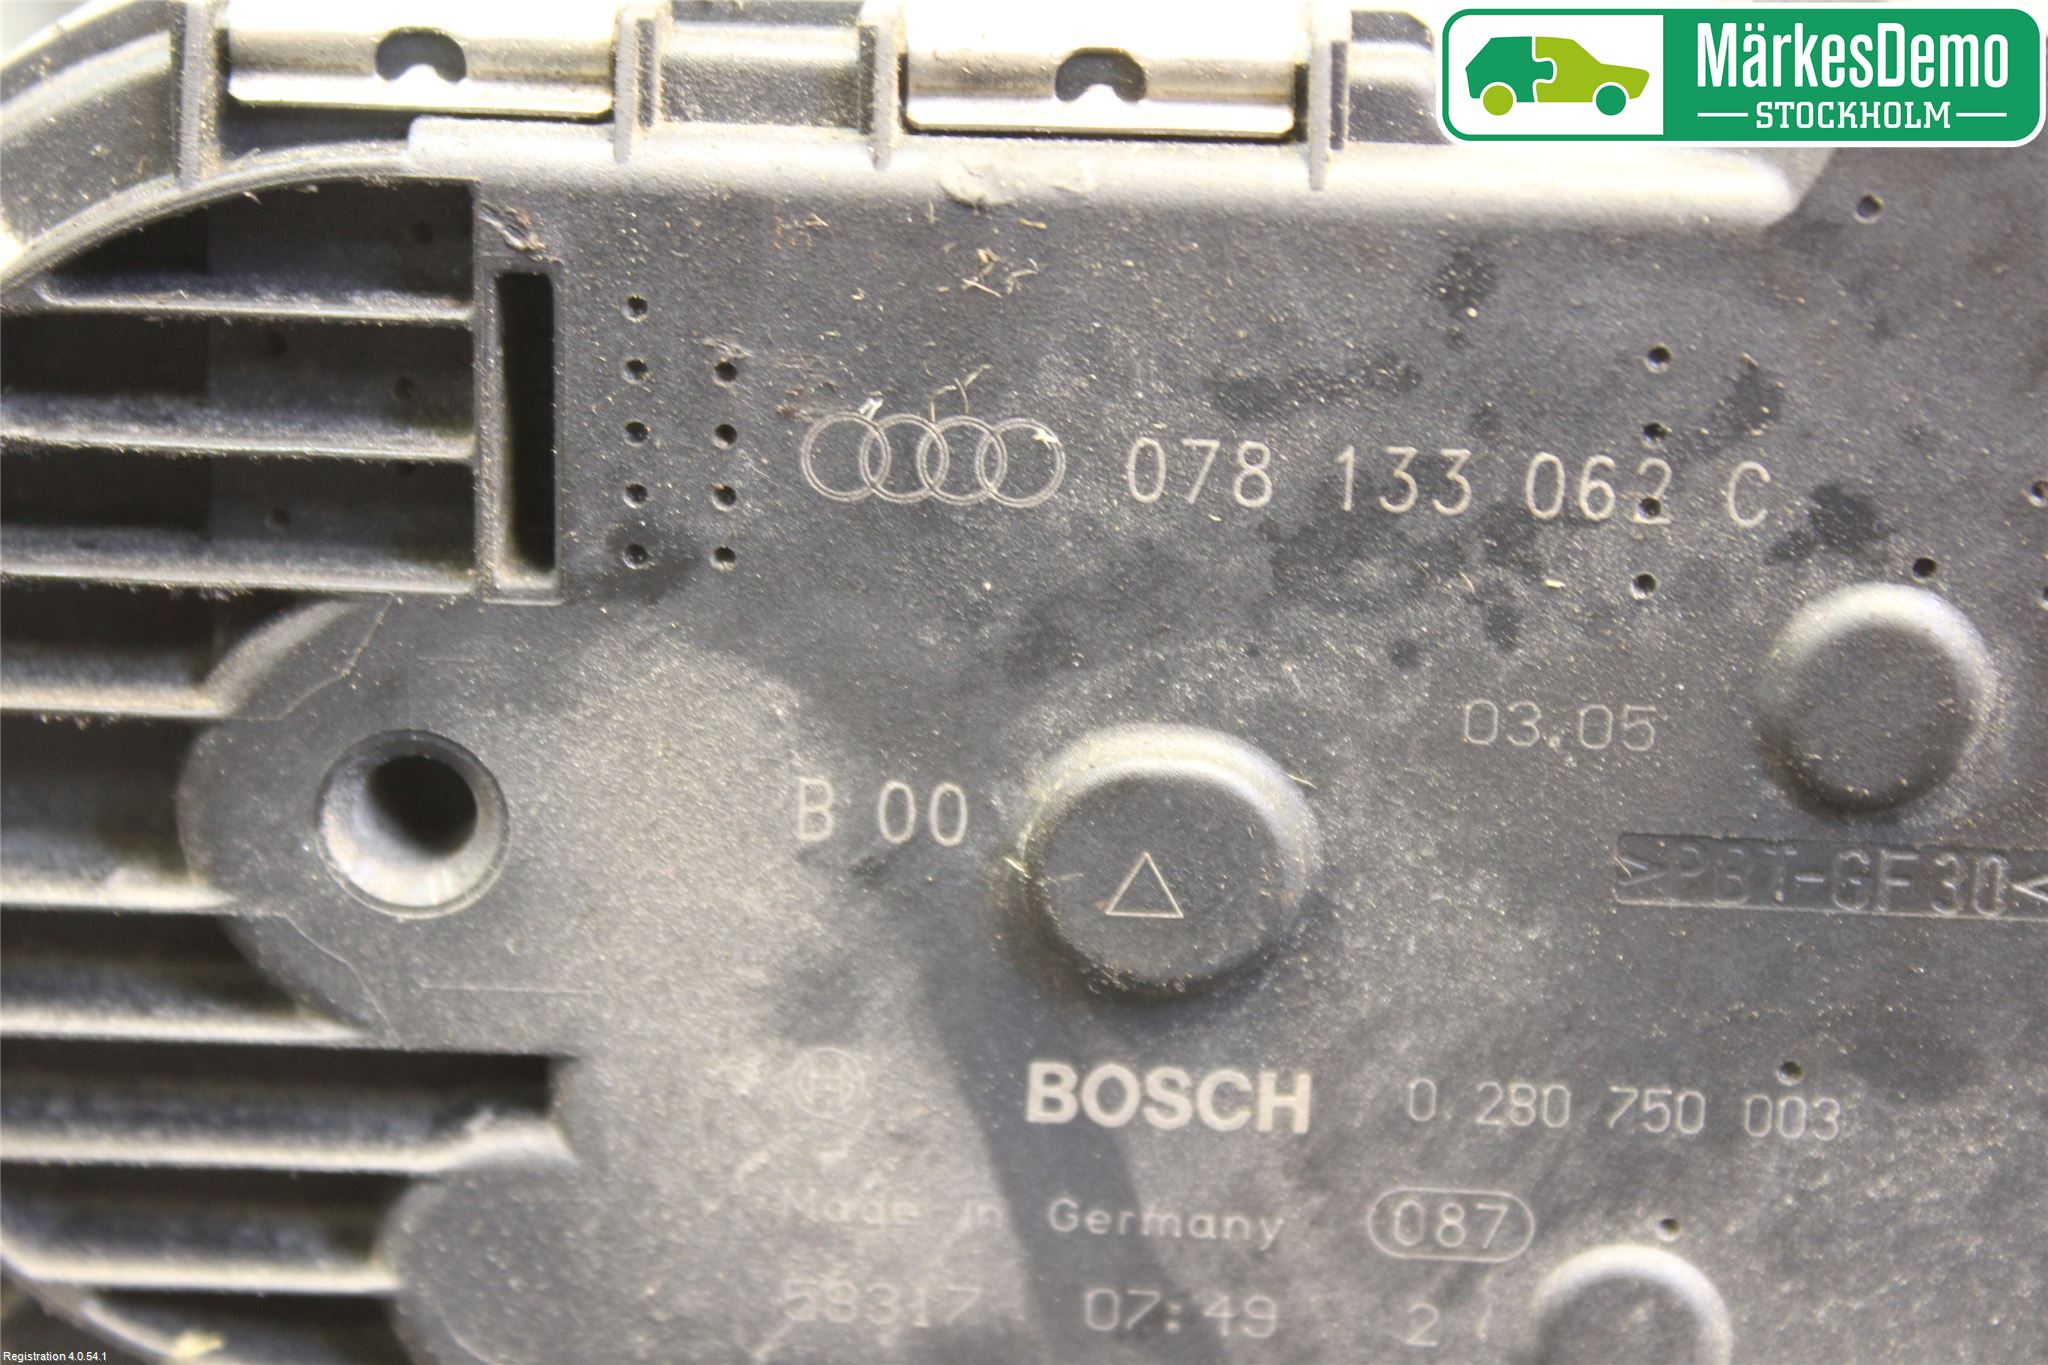 MärkesDemo
STOCKHOLM
078 133 062 C
03.05
B 00
>PBT-GF30<
BOSCH 0 280 750 003
Made in Germany 087
58317 07:49 2
Registration 4.0.54.1